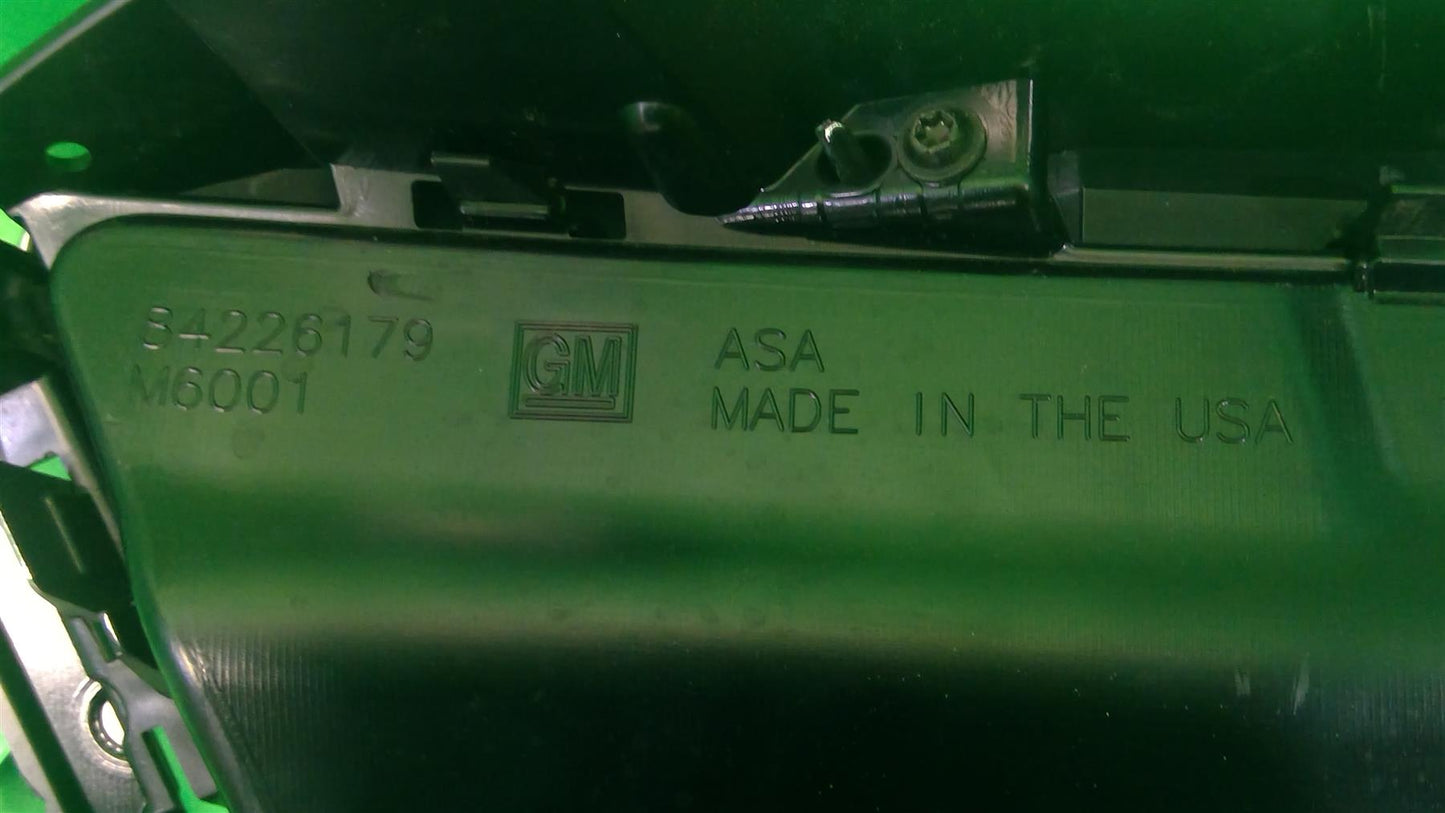 84226179
M6001
GM
ASA
MADE IN THE USA